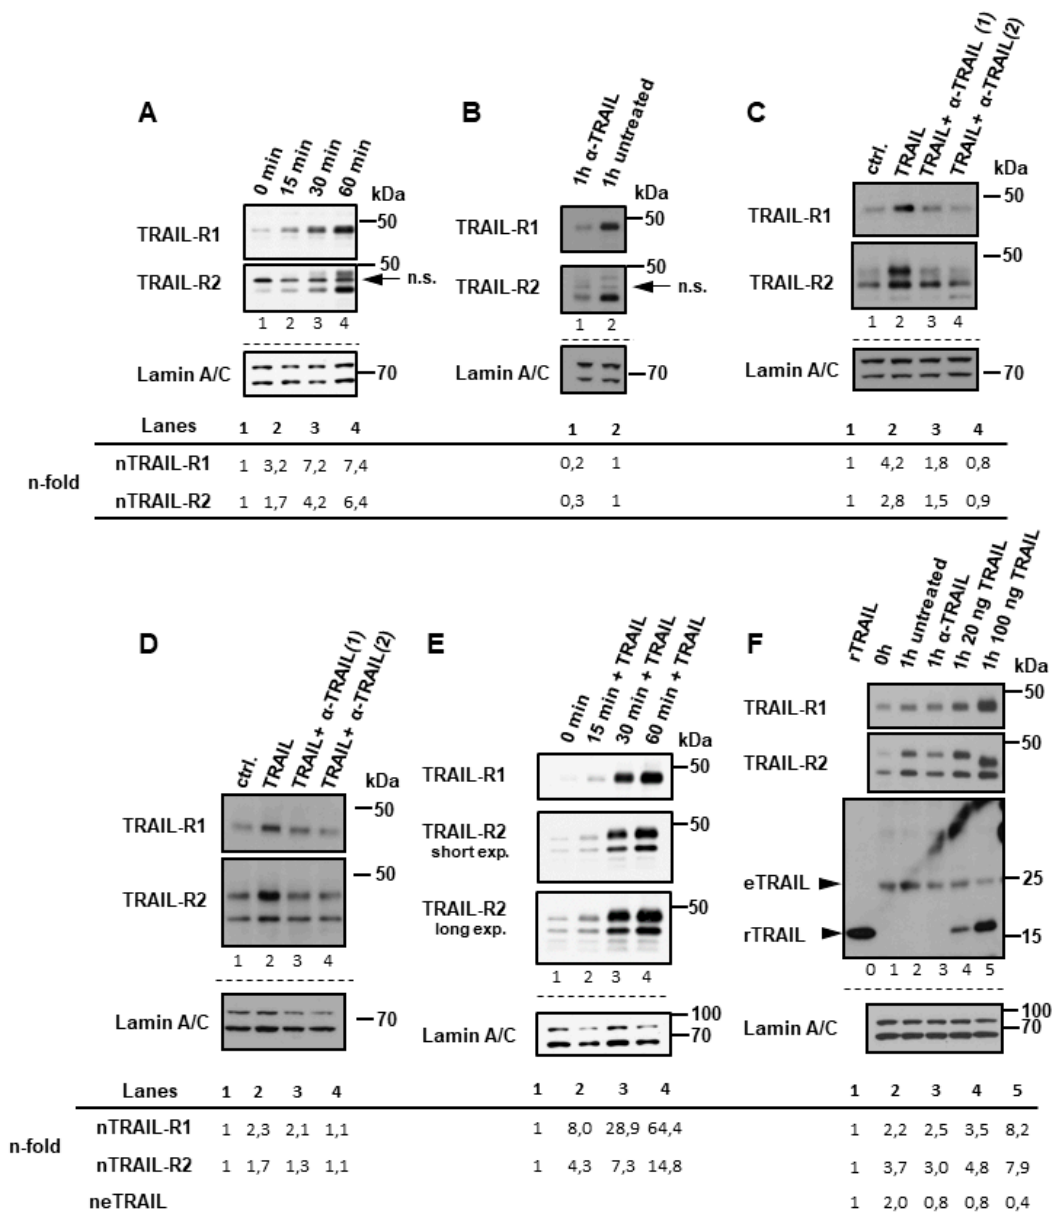 A
0 min
15 min
30 min
60 min
kDa
TRAIL-R1
50
TRAIL-R2
50
n.s.
1 2 3 4
Lamin A/C
70
B
1h α-TRAIL
1h untreated
kDa
TRAIL-R1
50
TRAIL-R2
50
n.s.
1 2
Lamin A/C
70
C
ctrl.
TRAIL
TRAIL+ α-TRAIL (1)
TRAIL+ α-TRAIL(2)
kDa
TRAIL-R1
50
TRAIL-R2
50
1 2 3 4
Lamin A/C
70
Lanes 1 2 3 4 1 2 1 2 3 4
n-fold
nTRAIL-R1 1 3,2 7,2 7,4 0,2 1 1 4,2 1,8 0,8
nTRAIL-R2 1 1,7 4,2 6,4 0,3 1 1 2,8 1,5 0,9
D
ctrl.
TRAIL
TRAIL+ α-TRAIL(1)
TRAIL+ α-TRAIL(2)
kDa
TRAIL-R1
50
TRAIL-R2
50
1 2 3 4
Lamin A/C
70
E
0 min
15 min + TRAIL
30 min + TRAIL
60 min + TRAIL
kDa
TRAIL-R1
50
TRAIL-R2
short exp.
50
TRAIL-R2
long exp.
50
1 2 3 4
Lamin A/C
100
70
F
rTRAIL
0h
1h untreated
1h α-TRAIL
1h 20 ng TRAIL
1h 100 ng TRAIL
kDa
TRAIL-R1
50
TRAIL-R2
50
eTRAIL
25
rTRAIL
15
0 1 2 3 4 5
Lamin A/C
100
70
Lanes 1 2 3 4 1 2 3 4 1 2 3 4 5
n-fold
nTRAIL-R1 1 2,3 2,1 1,1 1 8,0 28,9 64,4 1 2,2 2,5 3,5 8,2
nTRAIL-R2 1 1,7 1,3 1,1 1 4,3 7,3 14,8 1 3,7 3,0 4,8 7,9
neTRAIL 1 2,0 0,8 0,8 0,4